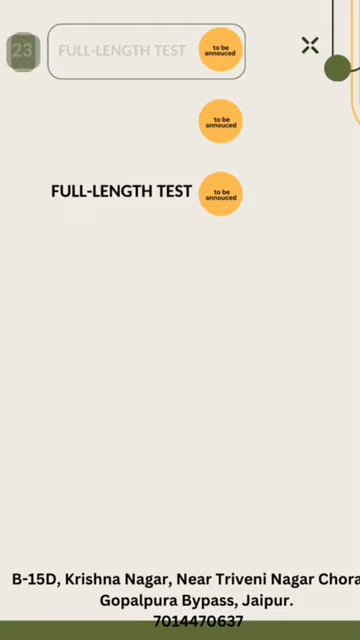 23 FULL-LENGTH TEST to be
annouced
to be
annouced
FULL-LENGTH TEST to be
annouced
B-15D, Krishna Nagar, Near Triveni Nagar Chora
Gopalpura Bypass, Jaipur.
7014470637